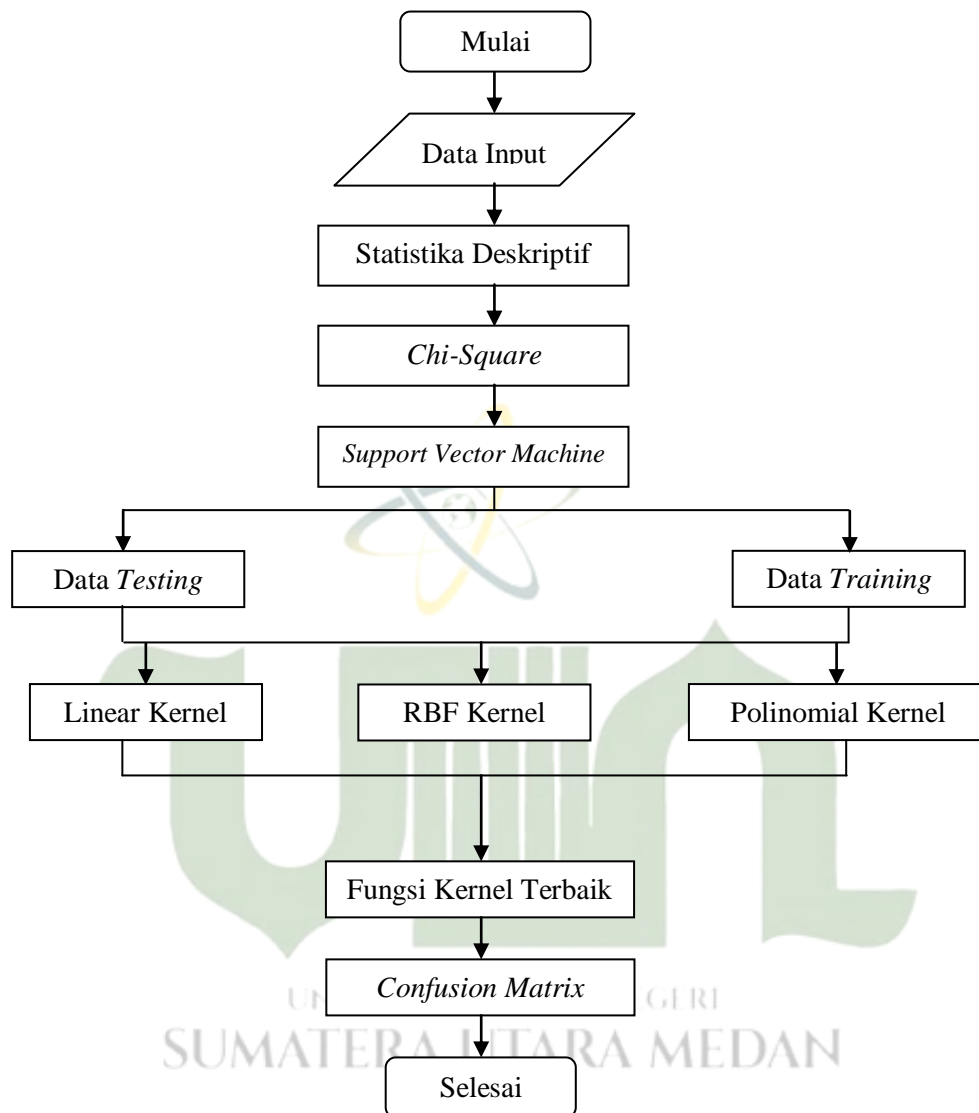 Mulai
Data Input
Statistika Deskriptif
Chi-Square
Support Vector Machine
Data Testing
Data Training
Linear Kernel
RBF Kernel
Polinomial Kernel
Fungsi Kernel Terbaik
Confusion Matrix
SUMATERA UTARA MEDAN
Selesai